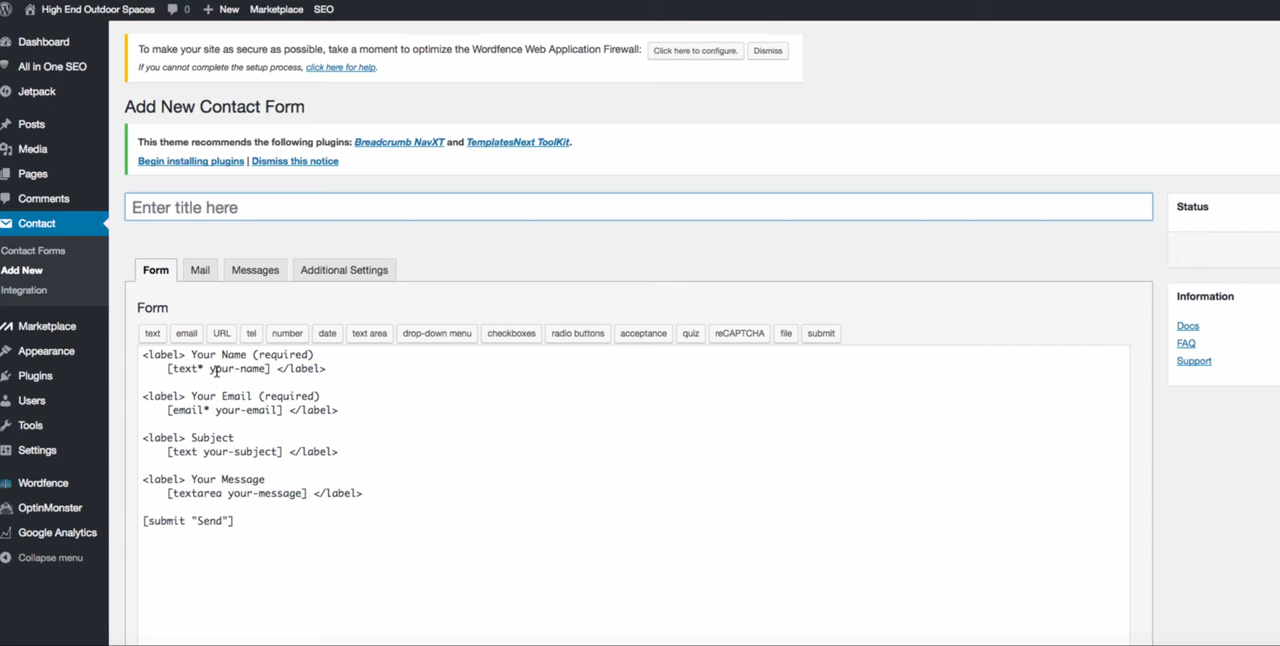 High End Outdoor Spaces 0 New Marketplace SEO
Dashboard
All in One SEO
Jetpack
Posts
Media
Pages
Comments
Contact
Contact Forms
Add New
Integration
Marketplace
Appearance
Plugins
Users
Tools
Settings
Wordfence
OptinMonster
Google Analytics
Collapse menu
To make your site as secure as possible, take a moment to optimize the Wordfence Web Application Firewall: Click here to configure. Dismiss
If you cannot complete the setup process, click here for help.
Add New Contact Form
This theme recommends the following plugins: Breadcrumb NavXT and TemplatesNext ToolKit.
Begin installing plugins | Dismiss this notice
Enter title here
Form Mail Messages Additional Settings
Form
text email URL tel number date text area drop-down menu checkboxes radio buttons acceptance quiz reCAPTCHA file submit
<label> Your Name (required)
[text* your-name] </label>
<label> Your Email (required)
[email* your-email] </label>
<label> Subject
[text your-subject] </label>
<label> Your Message
[textarea your-message] </label>
[submit "Send"]
Status
Information
Docs
FAQ
Support